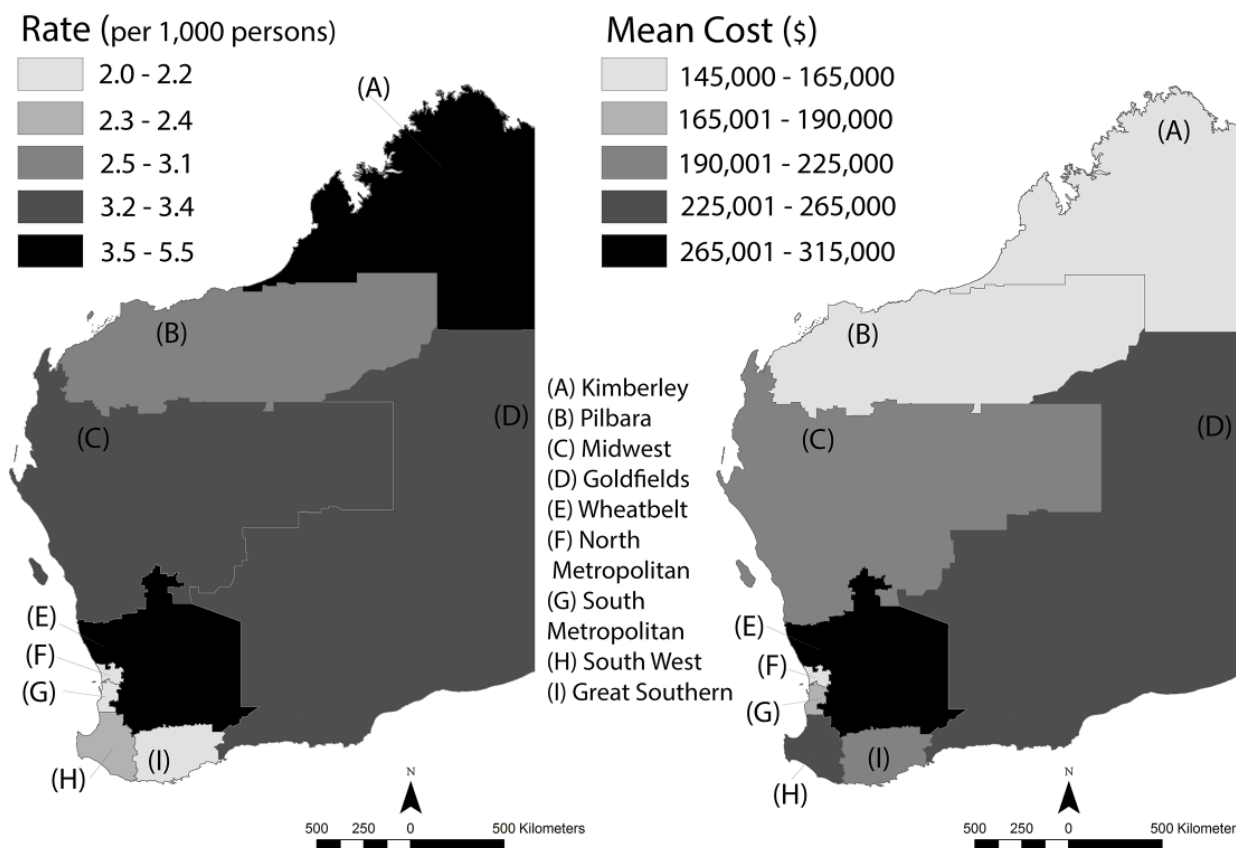 Rate (per 1,000 persons)
2.0 - 2.2
2.3 - 2.4
2.5 - 3.1
3.2 - 3.4
3.5 - 5.5
(A)
(B)
(C)
(D)
(E)
(F)
(G)
(H)
(I)
N
500 250 0 500 Kilometers
(A) Kimberley
(B) Pilbara
(C) Midwest
(D) Goldfields
(E) Wheatbelt
(F) North
Metropolitan
(G) South
Metropolitan
(H) South West
(I) Great Southern
Mean Cost ($)
145,000 - 165,000
165,001 - 190,000
190,001 - 225,000
225,001 - 265,000
265,001 - 315,000
(A)
(B)
(C)
(D)
(E)
(F)
(G)
(H)
(I)
N
500 250 0 500 Kilometer